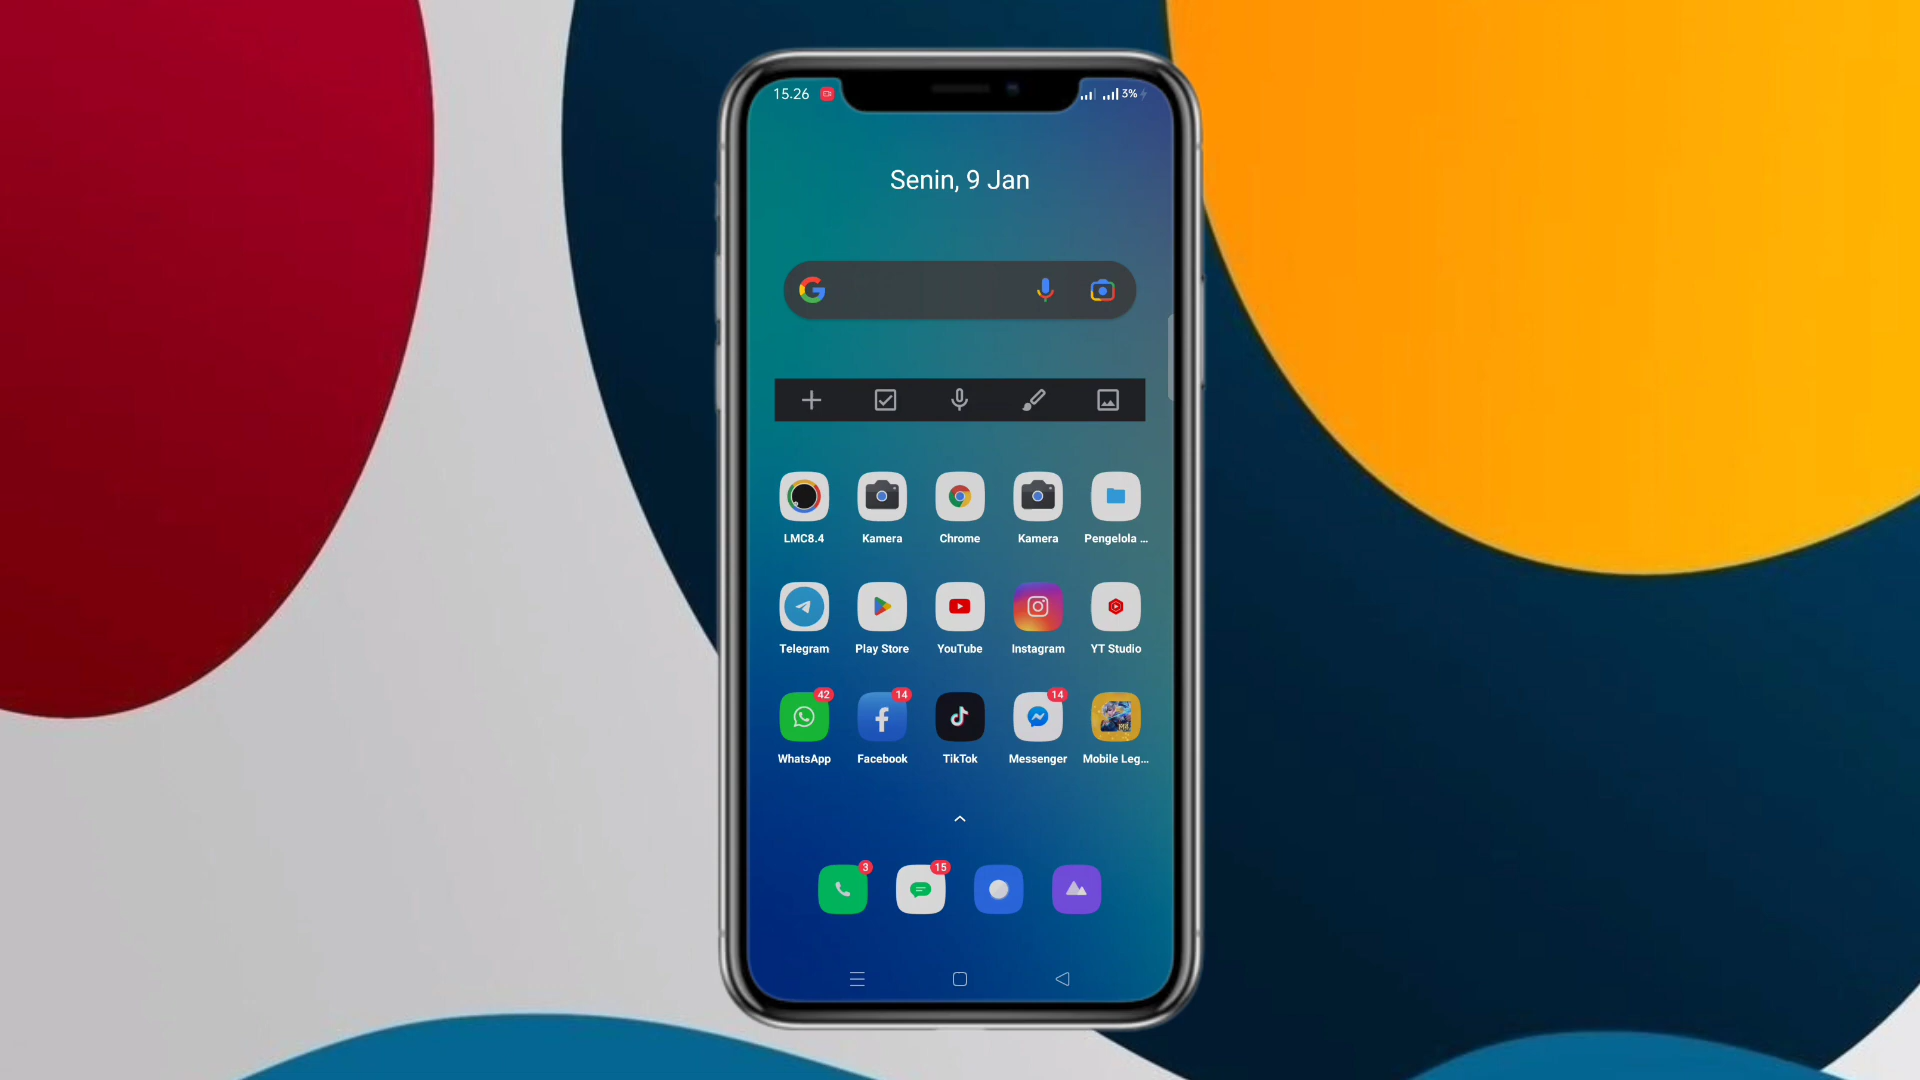 15.26 3%
Senin, 9 Jan
LMC8.4 Kamera Chrome Kamera Pengelola ...
Telegram Play Store YouTube Instagram YT Studio
42 14 14
WhatsApp Facebook TikTok Messenger Mobile Leg...
3 15